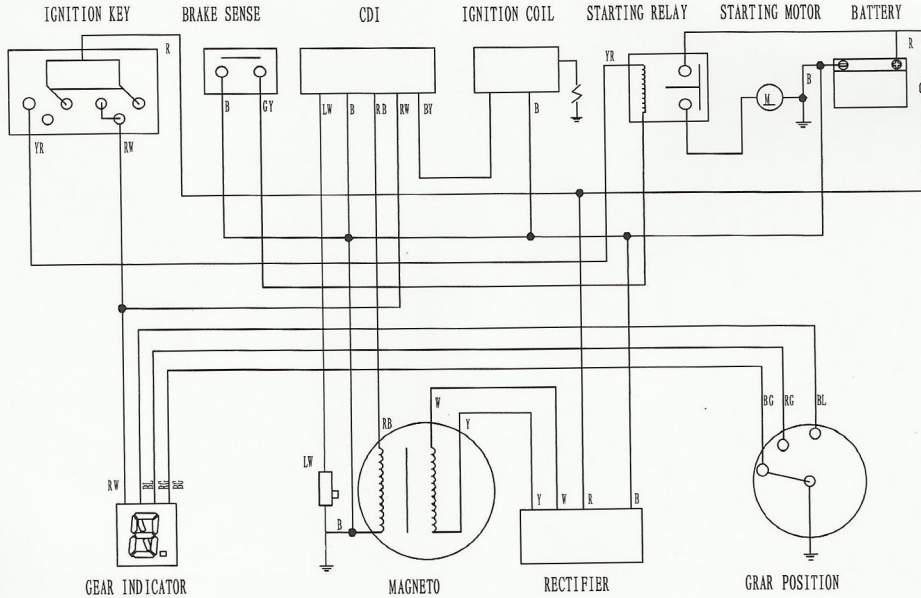 IGNITION KEY
BRAKE SENSE
CDI
IGNITION COIL
STARTING RELAY
STARTING MOTOR
BATTERY
R
YR
R
B
B
GY
LW
B
RB
RW
BY
B
M
YR
RW
BG
RG
BL
W
Y
RB
LW
RW
BL
RG
BG
B
Y
W
R
B
GEAR INDICATOR
MAGNETO
RECTIFIER
GRAR POSITION